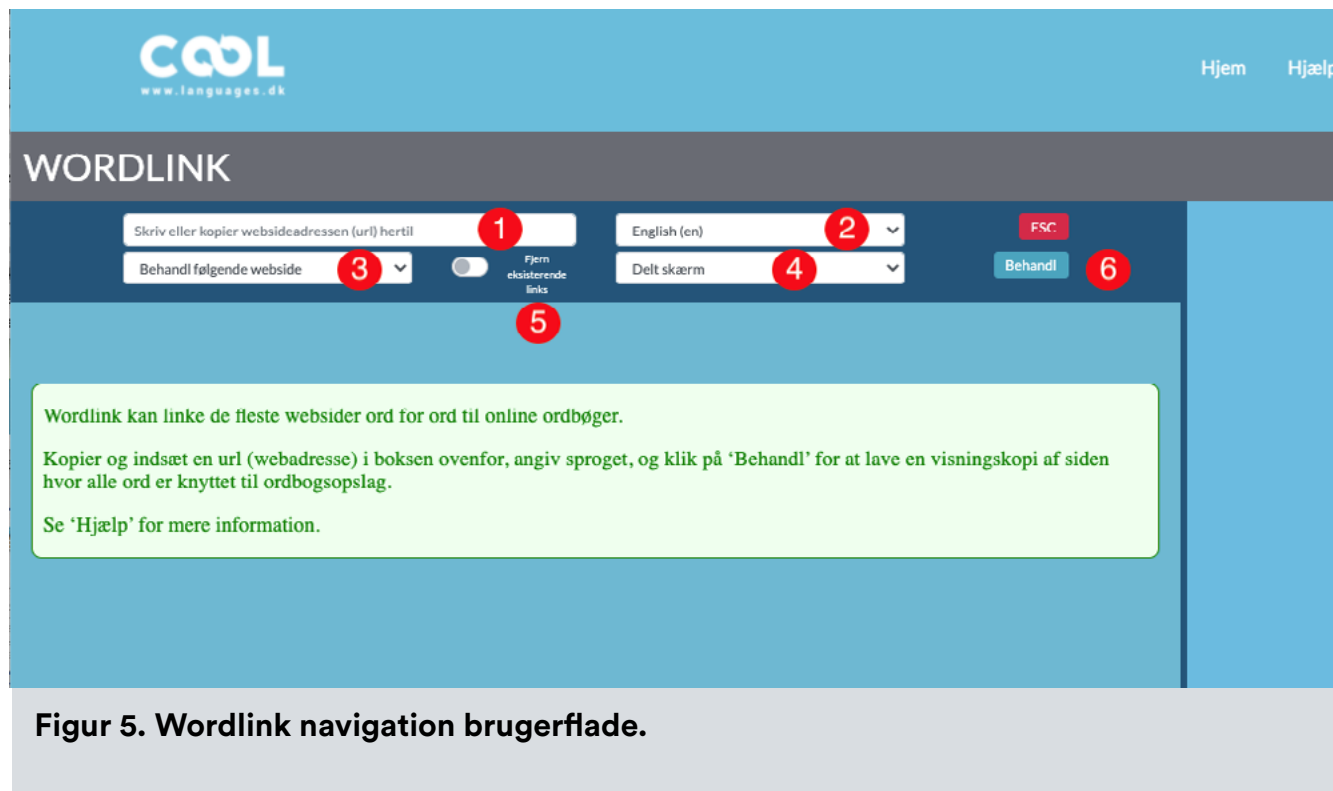 COOL
www.languages.dk
Hjem Hjælp
WORDLINK
Skriv eller kopier websideadressen (url) hertil 1 English (en) 2 ESC
Behandl følgende webside 3 Fjern eksisterende links Delt skærm 4 Behandl 6
5
Wordlink kan linke de fleste websider ord for ord til online ordbøger.
Kopier og indsæt en url (webadresse) i boksen ovenfor, angiv sproget, og klik på ‘Behandl’ for at lave en visningskopi af siden
hvor alle ord er knyttet til ordbogsopslag.
Se ‘Hjælp’ for mere information.
Figur 5. Wordlink navigation brugerflade.